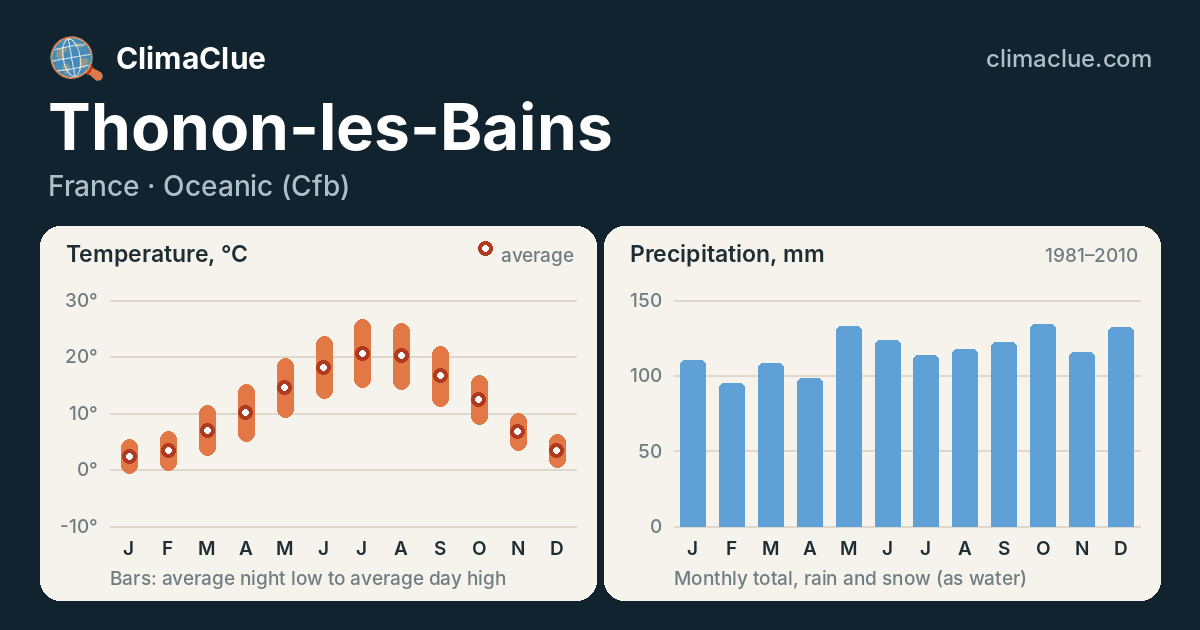 ClimaClue
climaclue.com
Thonon-les-Bains
France · Oceanic (Cfb)
Temperature, °C
average
30°
20°
10°
0°
-10°
J F M A M J J A S O N D
Bars: average night low to average day high
Precipitation, mm
1981–2010
150
100
50
0
J F M A M J J A S O N D
Monthly total, rain and snow (as water)